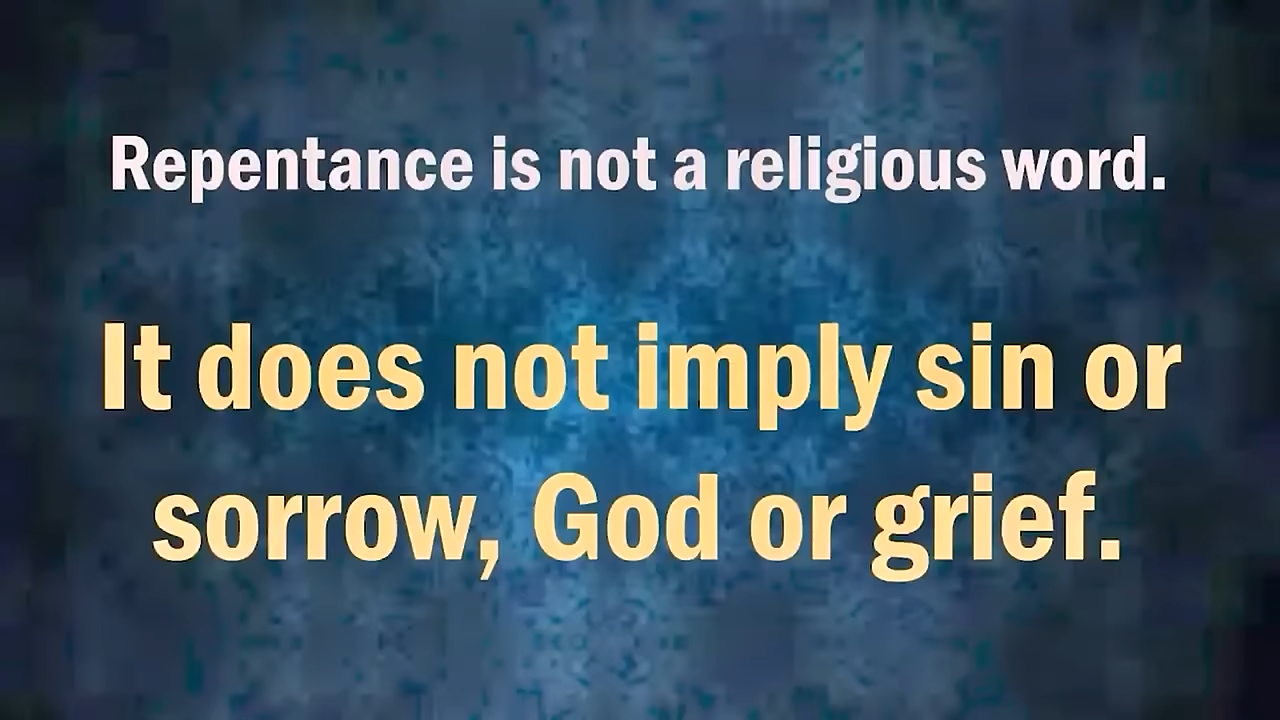 Repentance is not a religious word.
It does not imply sin or
sorrow, God or grief.